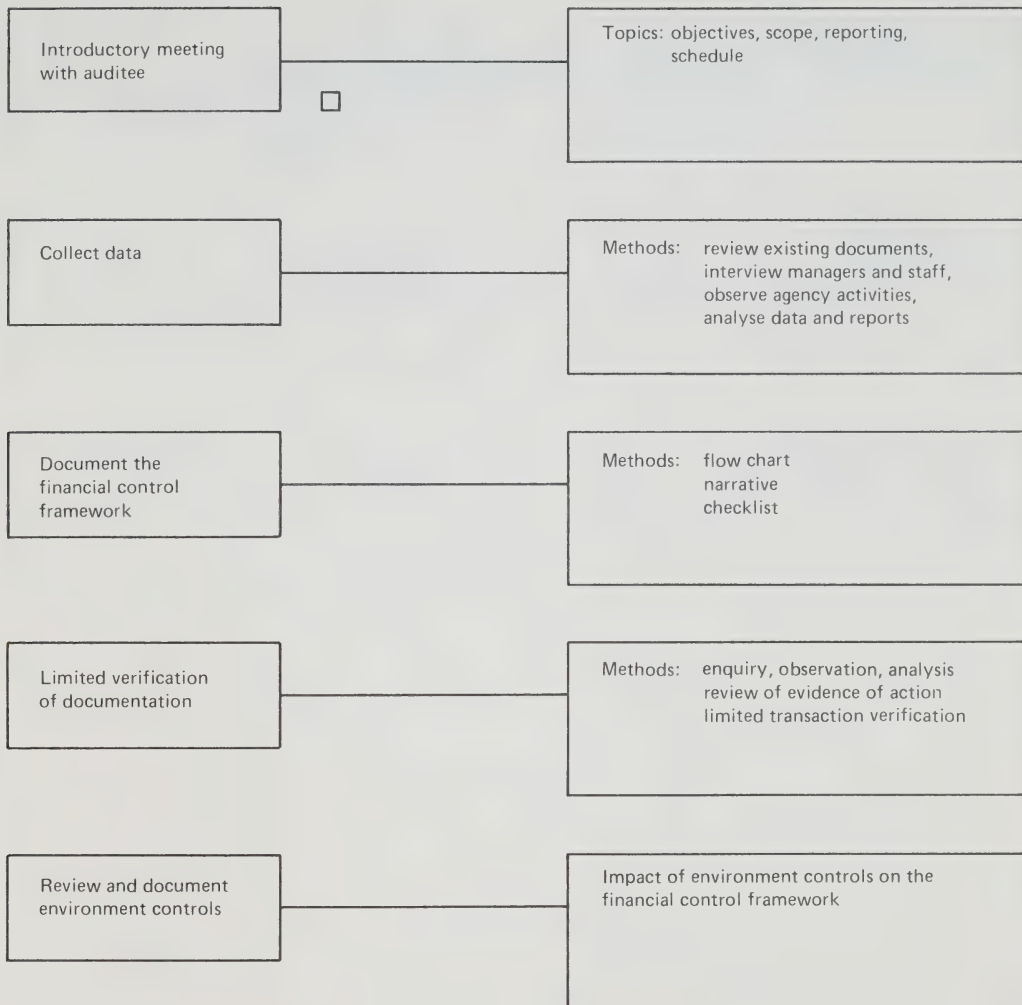 Introductory meeting
with auditee
Topics: objectives, scope, reporting,
schedule
Collect data
Methods: review existing documents,
interview managers and staff,
observe agency activities,
analyse data and reports
Document the
financial control
framework
Methods: flow chart
narrative
checklist
Limited verification
of documentation
Methods: enquiry, observation, analysis
review of evidence of action
limited transaction verification
Review and document
environment controls
Impact of environment controls on the
financial control framework